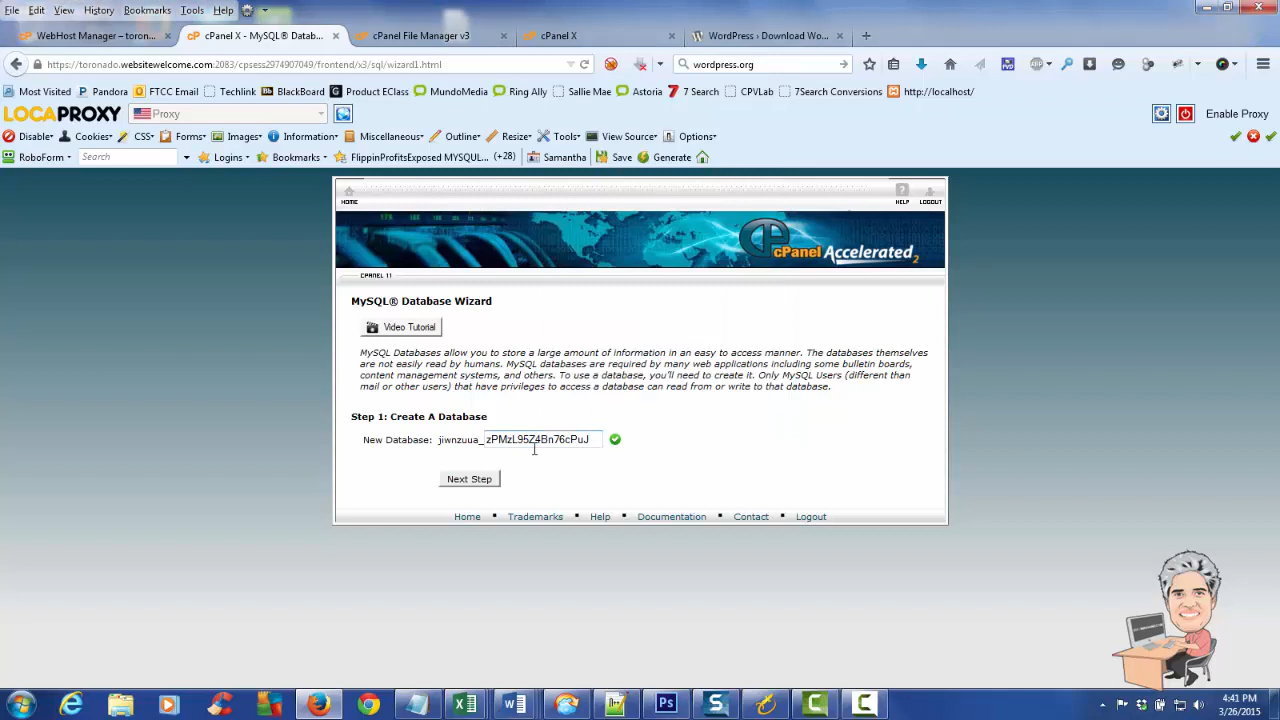 File Edit View History Bookmarks Tools Help
WebHost Manager – toron... cPanel X - MySQL® Datab... cPanel File Manager v3 cPanel X WordPress › Download Wo...
https://toronado.websitewelcome.com:2083/cpsess2974907049/frontend/x3/sql/wizard1.html wordpress.org
Most Visited Pandora FTCC Email Techlink BlackBoard Product EClass MundoMedia Ring Ally Sallie Mae Astoria 7 Search CPVLab 7Search Conversions http://localhost/
LOCAPROXY Proxy Enable Proxy
Disable Cookies CSS Forms Images Information Miscellaneous Outline Resize Tools View Source Options
RoboForm Search Logins Bookmarks FlippinProfitsExposed MYSQL... (+28) Samantha Save Generate
HOME HELP LOGOUT
cPanel Accelerated2
CPANEL 11
MySQL® Database Wizard
Video Tutorial
MySQL Databases allow you to store a large amount of information in an easy to access manner. The databases themselves
are not easily read by humans. MySQL databases are required by many web applications including some bulletin boards,
content management systems, and others. To use a database, you'll need to create it. Only MySQL Users (different than
mail or other users) that have privileges to access a database can read from or write to that database.
Step 1: Create A Database
New Database: jiwnzuua_zPMzL95Z4Bn76cPuJ
Next Step
Home Trademarks Help Documentation Contact Logout
4:41 PM
3/26/2015